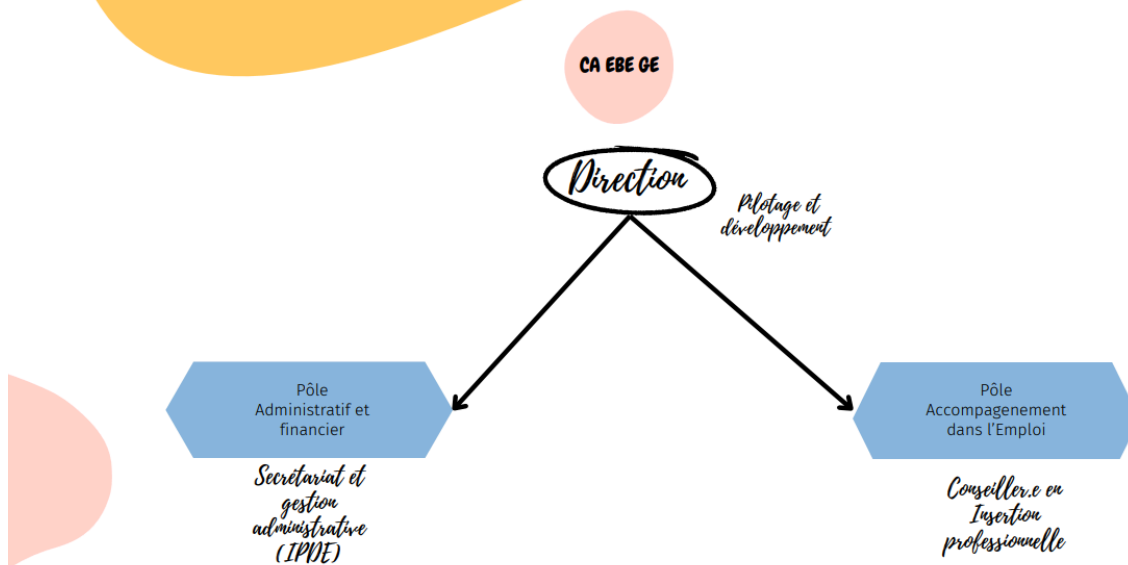 CA EBE GE
Direction
Pilotage et
développement
Pôle
Administratif et
financier
Secrétariat et
gestion
administrative
(IPDE)
Pôle
Accompagenement
dans l'Emploi
Conseiller.e en
Insertion
professionnelle